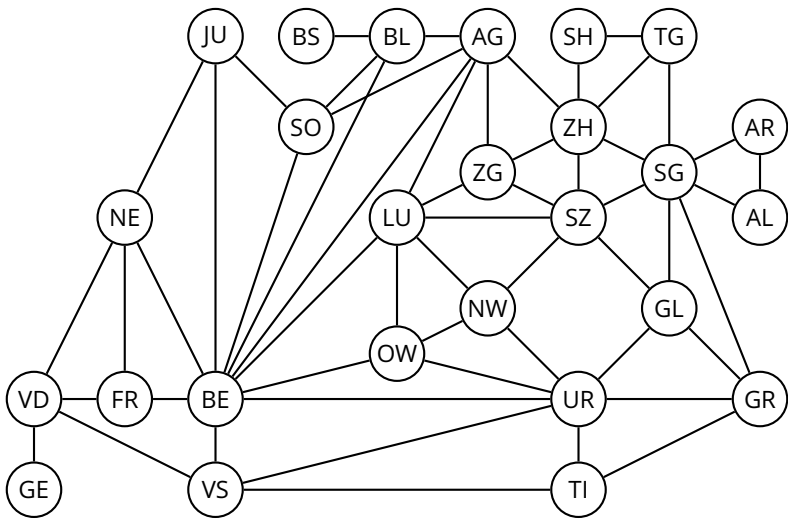 JU BS BL AG SH TG
SO ZH AR
ZG SG
NE LU SZ AL
NW GL
OW
VD FR BE UR GR
GE VS TI